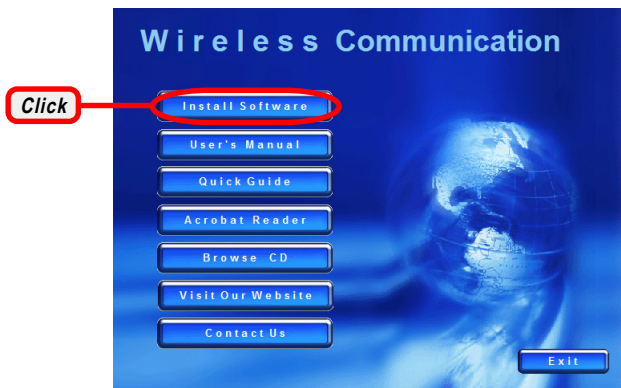 Wireless Communication
Click
Install Software
User's Manual
Quick Guide
Acrobat Reader
Browse CD
Visit Our Website
Contact Us
Exit